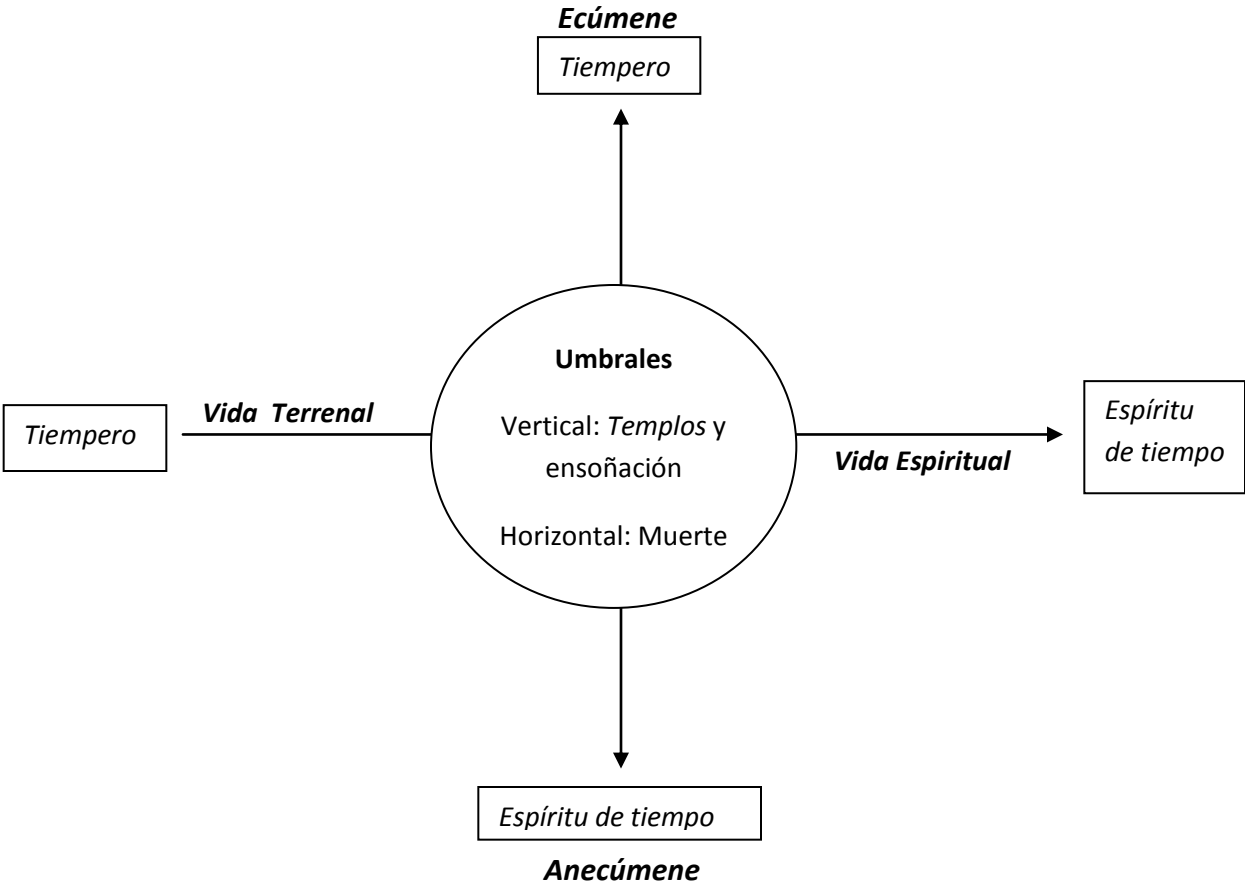 Ecúmene
Tiempero
Umbrales
Vertical: Templos y
ensoñación
Horizontal: Muerte
Tiempero
Vida Terrenal
Vida Espiritual
Espíritu
de tiempo
Espíritu de tiempo
Anecúmene